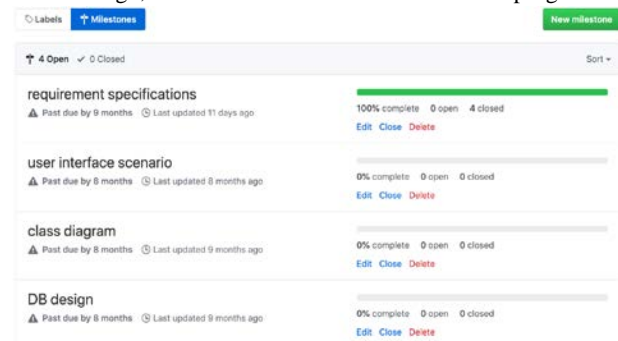 Labels Milestones New milestone
4 Open 0 Closed Sort
requirement specifications
Past due by 9 months Last updated 11 days ago
100% complete 0 open 4 closed
Edit Close Delete
user interface scenario
Past due by 8 months Last updated 8 months ago
0% complete 0 open 0 closed
Edit Close Delete
class diagram
Past due by 8 months Last updated 9 months ago
0% complete 0 open 0 closed
Edit Close Delete
DB design
Past due by 8 months Last updated 9 months ago
0% complete 0 open 0 closed
Edit Close Delete